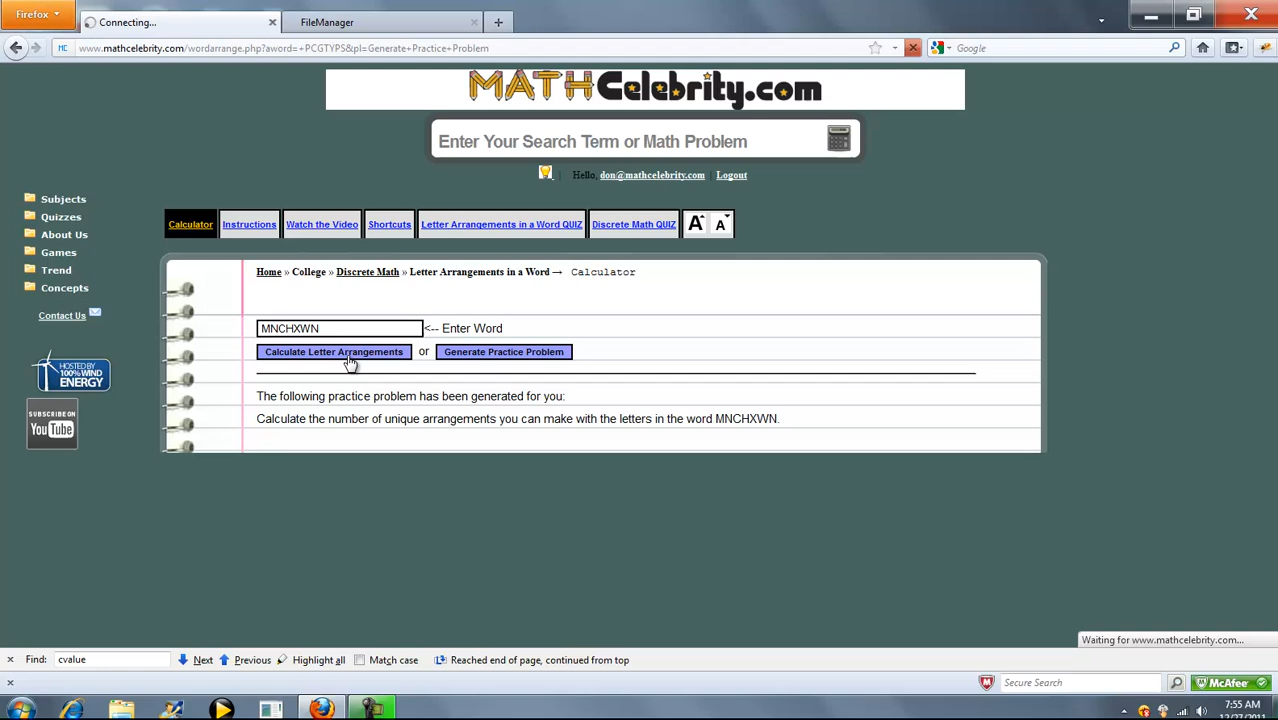 Firefox
Connecting...
FileManager
www.mathcelebrity.com/wordarrange.php?aword=+PCGTYPS&pl=Generate+Practice+Problem
Google
MATHCelebrity.com
Enter Your Search Term or Math Problem
| Hello, don@mathcelebrity.com | Logout
Subjects
Quizzes
About Us
Games
Trend
Concepts
Contact Us
HOSTED BY
100% WIND
ENERGY
SUBSCRIBE ON
YouTube
Calculator Instructions Watch the Video Shortcuts Letter Arrangements in a Word QUIZ Discrete Math QUIZ A A
Home » College » Discrete Math » Letter Arrangements in a Word → Calculator
MNCHXWN <-- Enter Word
Calculate Letter Arrangements or Generate Practice Problem
The following practice problem has been generated for you:
Calculate the number of unique arrangements you can make with the letters in the word MNCHXWN.
Waiting for www.mathcelebrity.com...
Find: cvalue Next Previous Highlight all Match case Reached end of page, continued from top
Secure Search McAfee
7:55 AM
12/27/2011